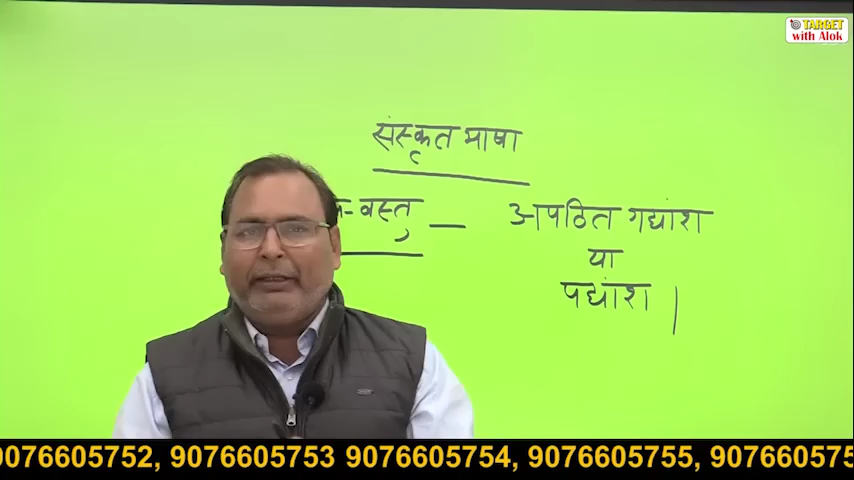 TARGET
with Alok
संस्कृत भाषा
वस्तु — अपठित गद्यांश
या
पद्यांश |
9076605752, 9076605753 9076605754, 9076605755,